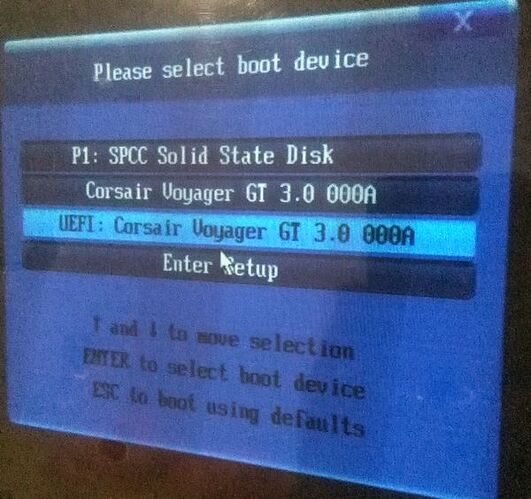 X
Please select boot device
P1: SPCC Solid State Disk
Corsair Voyager GT 3.0 000A
UEFI: Corsair Voyager GT 3.0 000A
Enter Setup
↑ and ↓ to move selection
ENTER to select boot device
ESC to boot using defaults